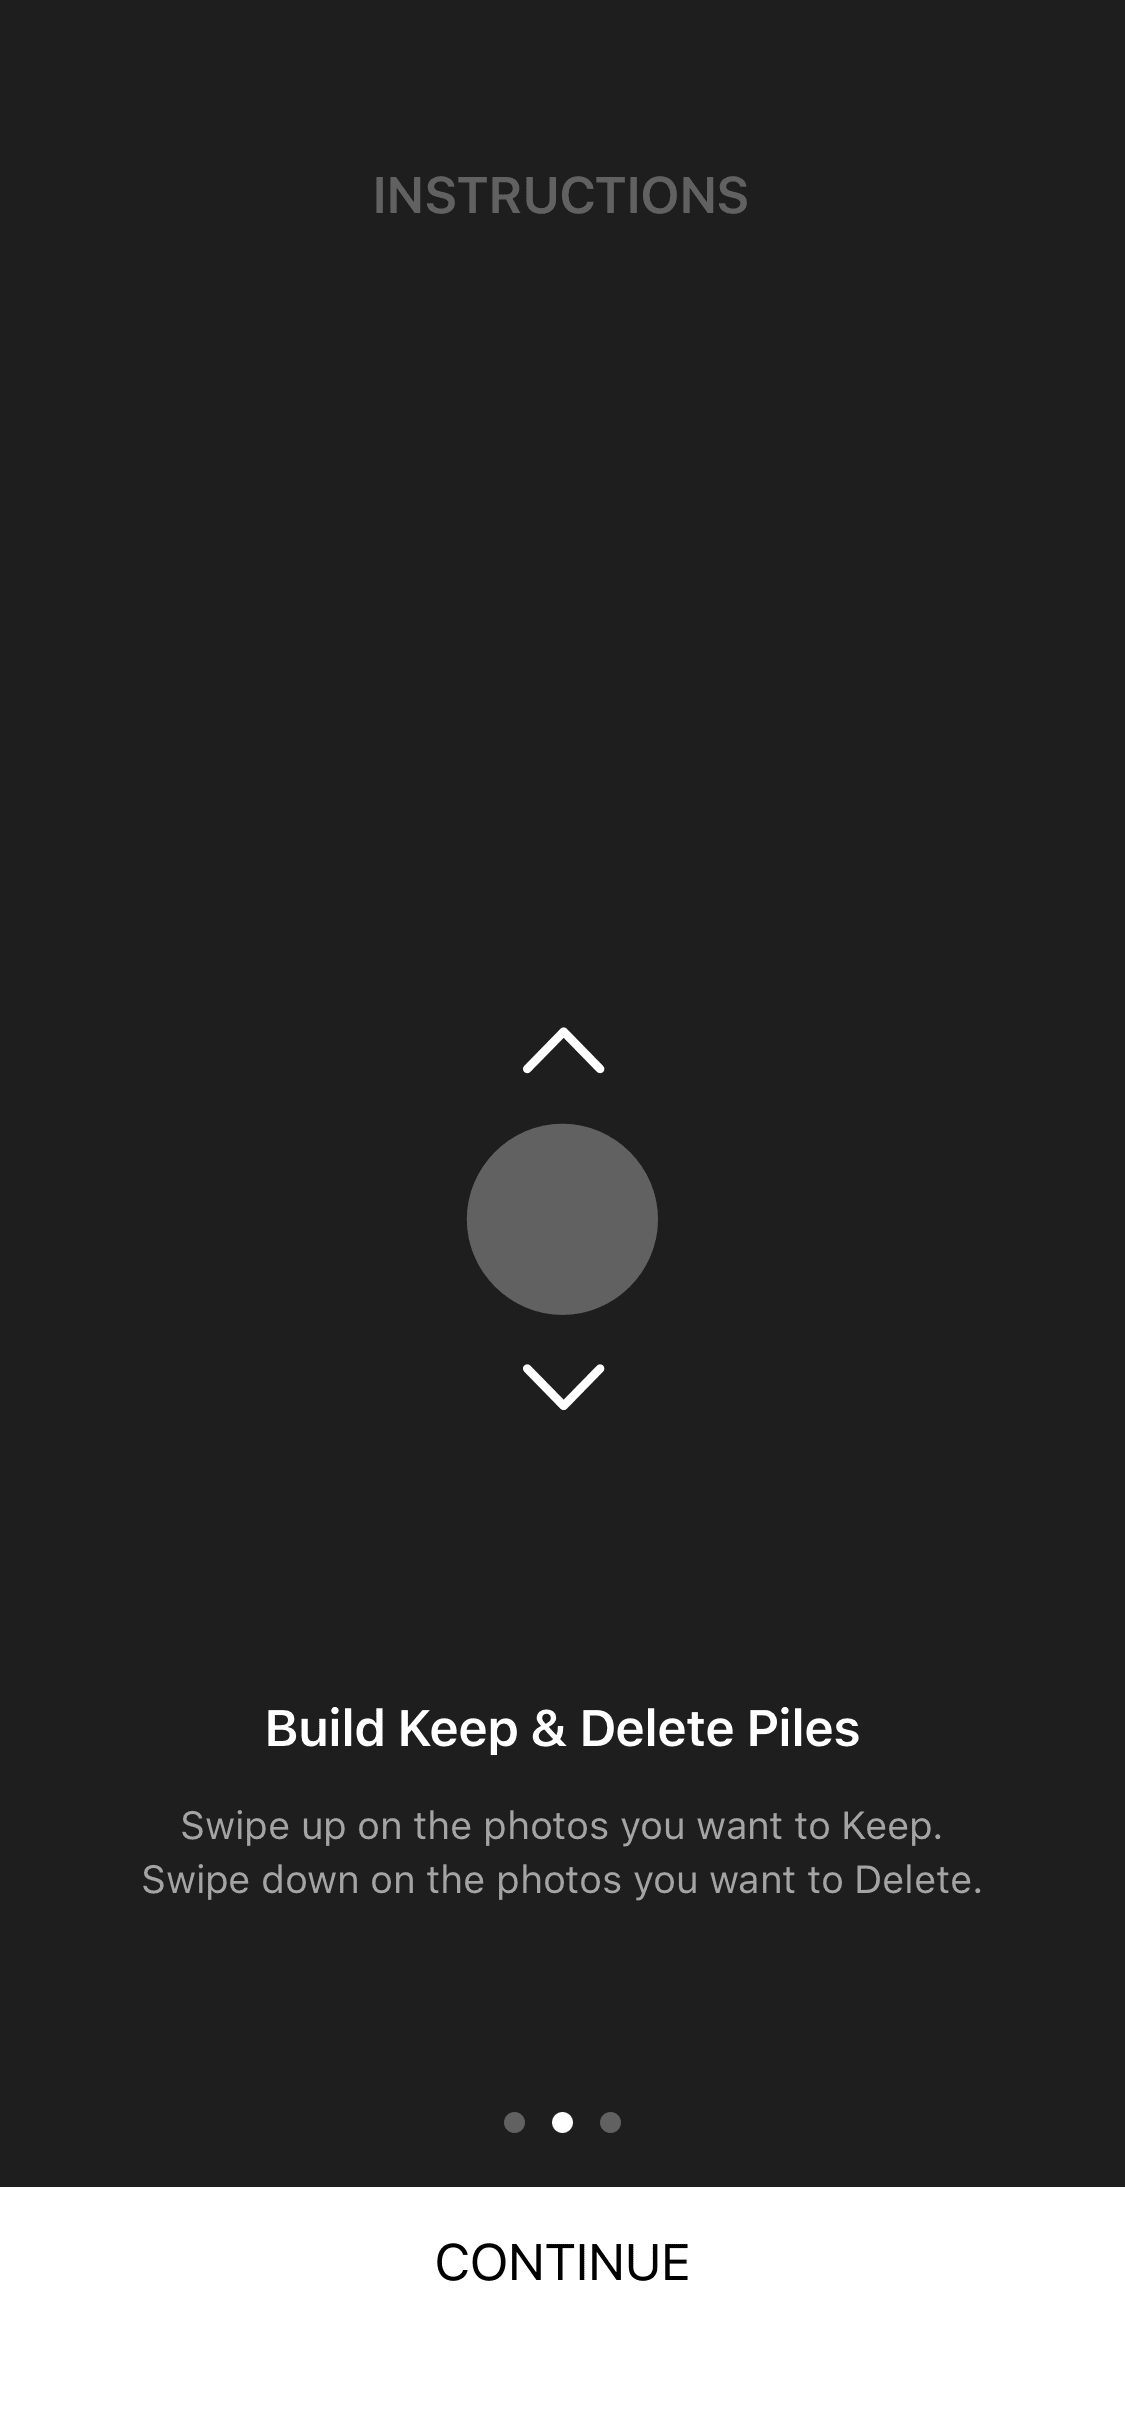 INSTRUCTIONS
Build Keep & Delete Piles
Swipe up on the photos you want to Keep.
Swipe down on the photos you want to Delete.
CONTINUE